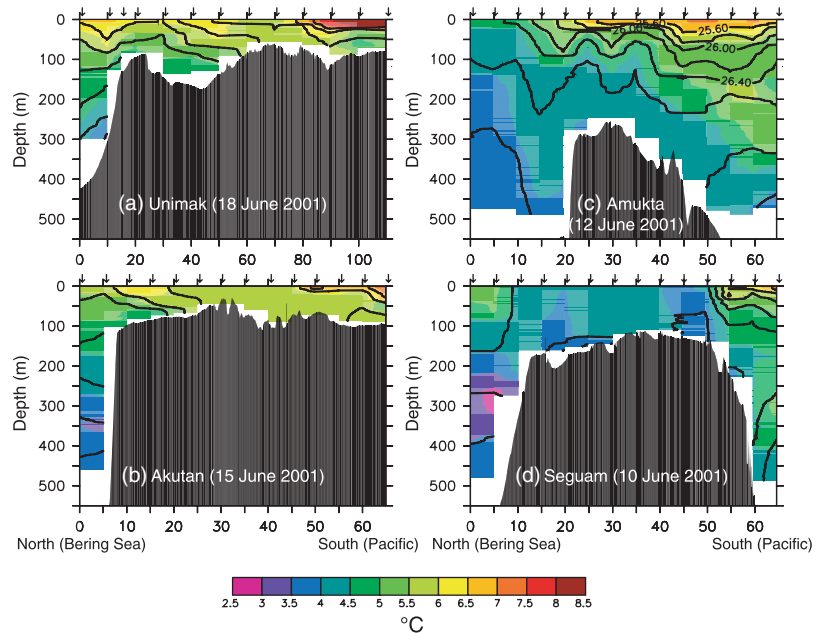 0
100
200
300
400
500
Depth (m)
(a) Unimak (18 June 2001)
0 20 40 60 80 100
0
100
200
300
400
500
Depth (m)
25.60
26.00
25.60
26.00
26.40
(c) Amukta
(12 June 2001)
0 10 20 30 40 50 60
0
100
200
300
400
500
Depth (m)
(b) Akutan (15 June 2001)
0 10 20 30 40 50 60
North (Bering Sea) South (Pacific)
0
100
200
300
400
500
Depth (m)
(d) Seguam (10 June 2001)
0 10 20 30 40 50 60
North (Bering Sea) South (Pacific)
2.5 3 3.5 4 4.5 5 5.5 6 6.5 7 7.5 8 8.5
°C